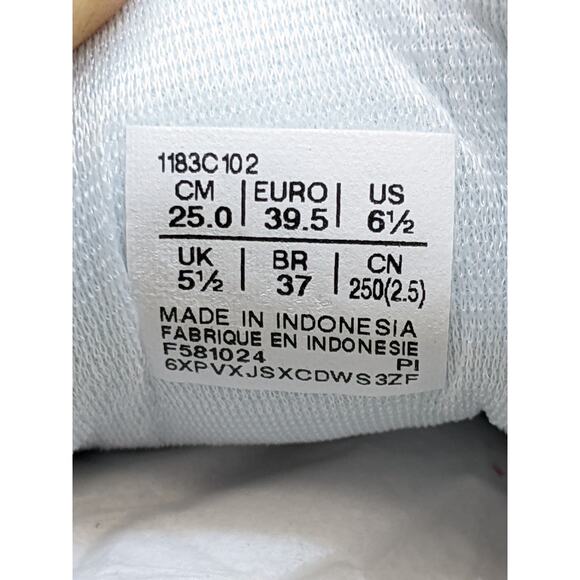 1183C102
CM EURO US
25.0 39.5 6½
UK BR CN
5½ 37 250(2.5)
MADE IN INDONESIA
FABRIQUE EN INDONESIE
F581024 PI
6XPVXJSXCDWS3ZF